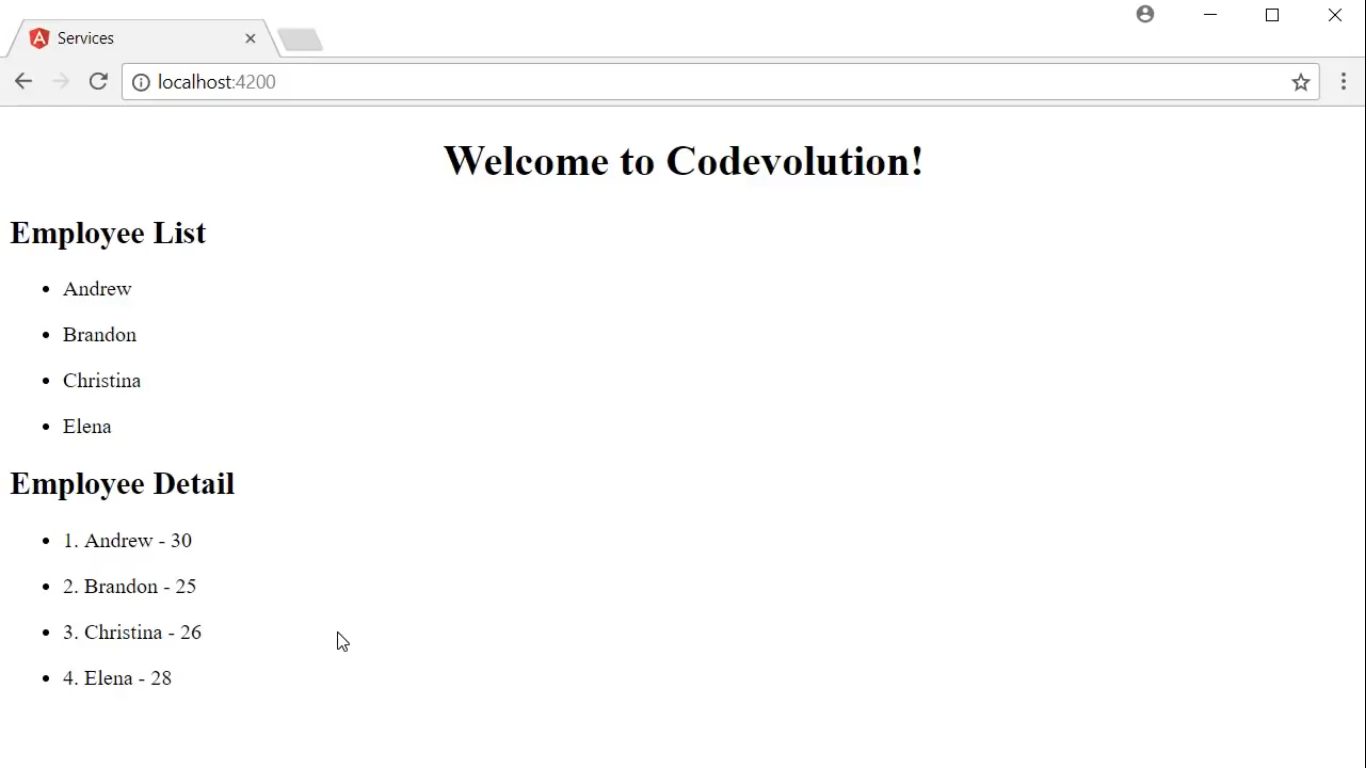 Services
localhost:4200
Welcome to Codevolution!
Employee List
• Andrew
• Brandon
• Christina
• Elena
Employee Detail
• 1. Andrew - 30
• 2. Brandon - 25
• 3. Christina - 26
• 4. Elena - 28